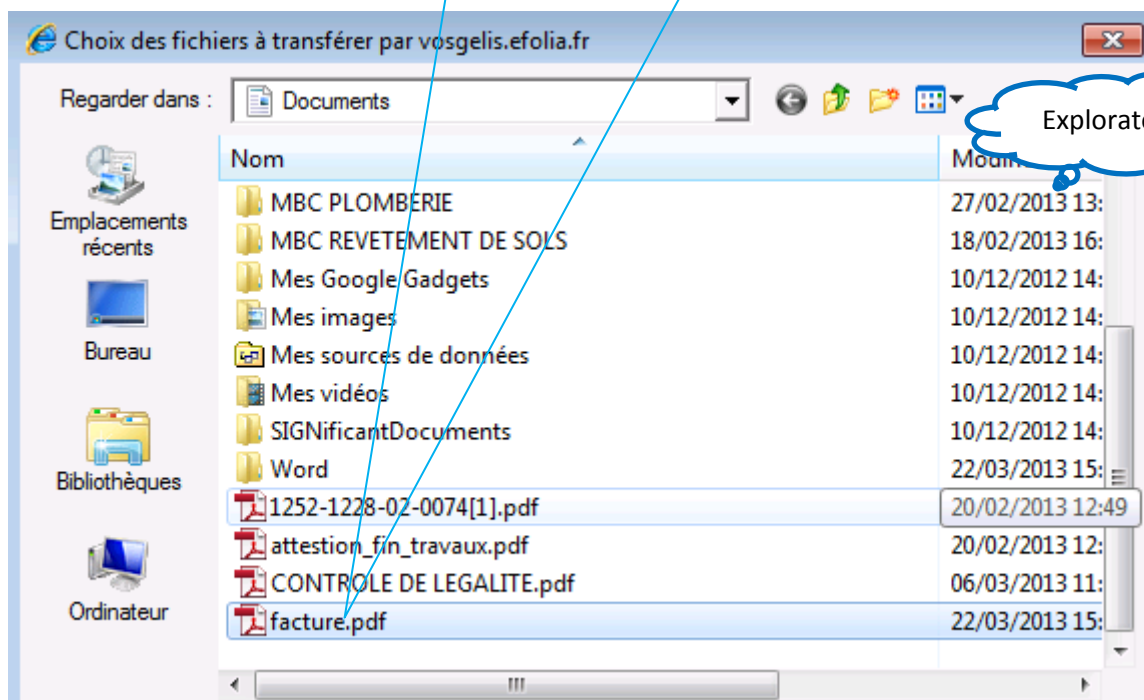 Choix des fichiers à transférer par vosgelis.efolia.fr
Regarder dans : Documents
Nom
MBC PLOMBERIE 27/02/2013 13:
MBC REVETEMENT DE SOLS 18/02/2013 16:
Mes Google Gadgets 10/12/2012 14:
Mes images 10/12/2012 14:
Mes sources de données 10/12/2012 14:
Mes vidéos 10/12/2012 14:
SIGNificantDocuments 10/12/2012 14:
Word 22/03/2013 15:
1252-1228-02-0074[1].pdf 20/02/2013 12:49
attestion_fin_travaux.pdf 20/02/2013 12:
CONTROLE DE LEGALITE.pdf 06/03/2013 11:
facture.pdf 22/03/2013 15:
Emplacements
récents
Bureau
Bibliothèques
Ordinateur